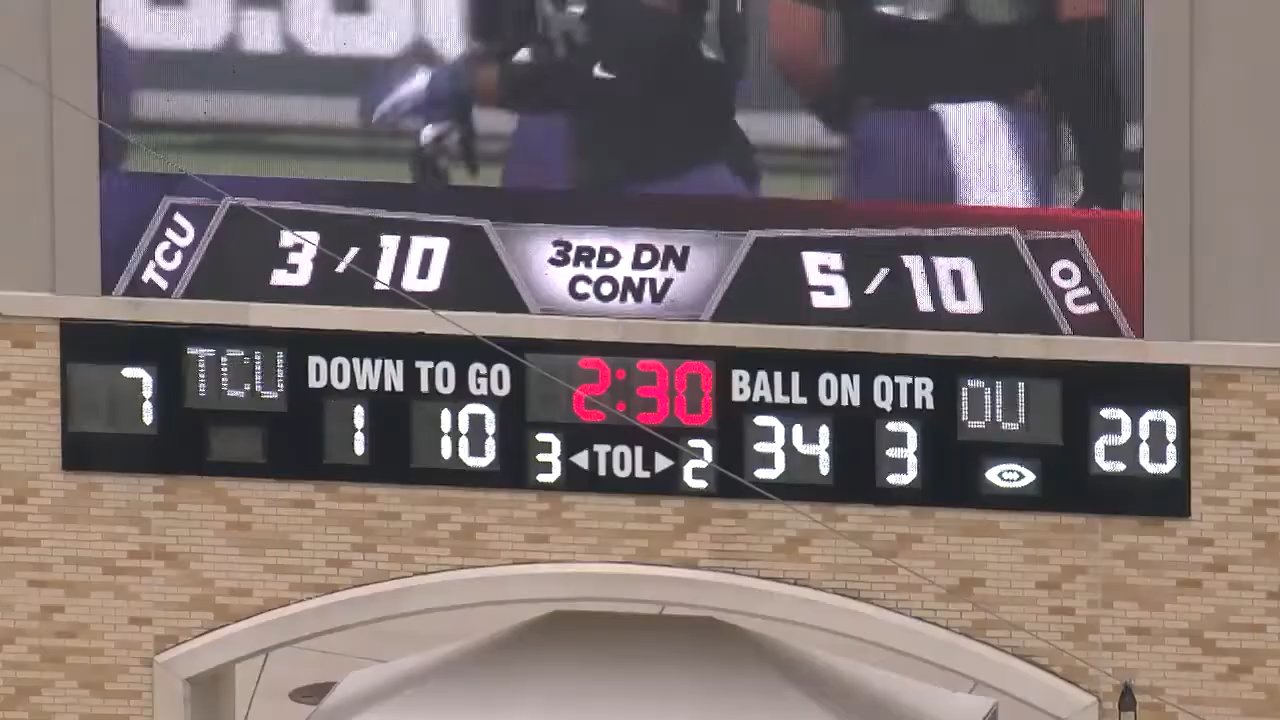 TCU 3/10 3RD DN CONV 5/10 OU
7 TCU DOWN TO GO 2:30 BALL ON QTR OU 20
1 10 3 ◀TOL▶ 2 34 3